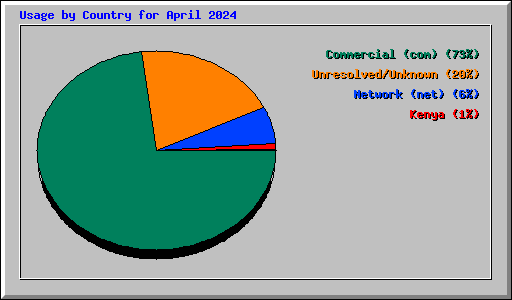 Usage by Country for April 2024
Commercial (com) (73%)
Unresolved/Unknown (20%)
Network (net) (6%)
Kenya (1%)